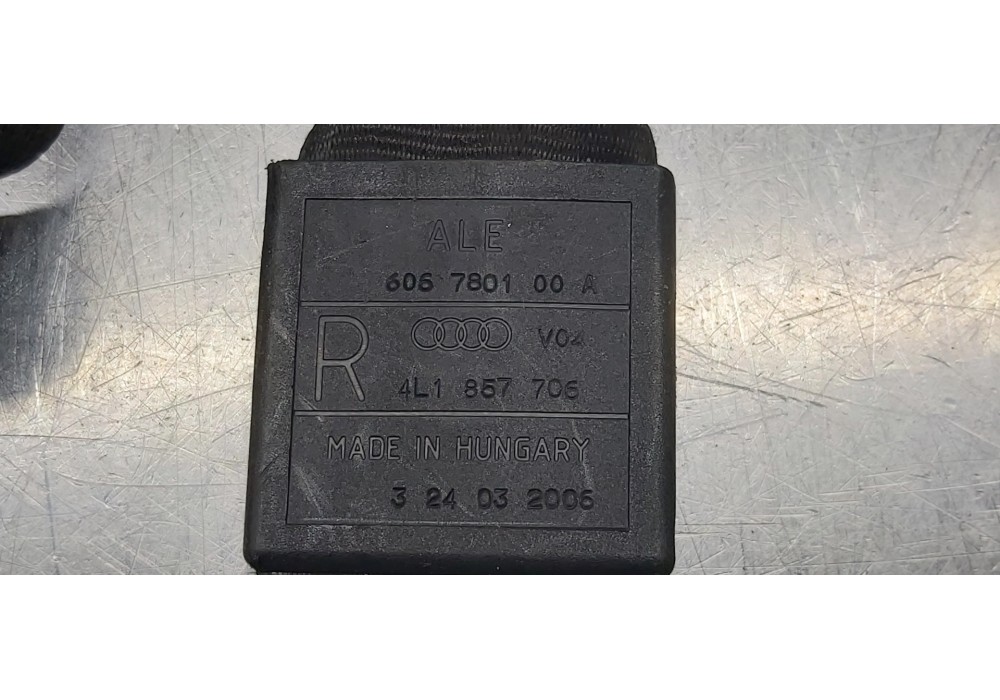 ALE
606 7801 00 A
R V04
4L1 857 706
MADE IN HUNGARY
3 24 03 2006